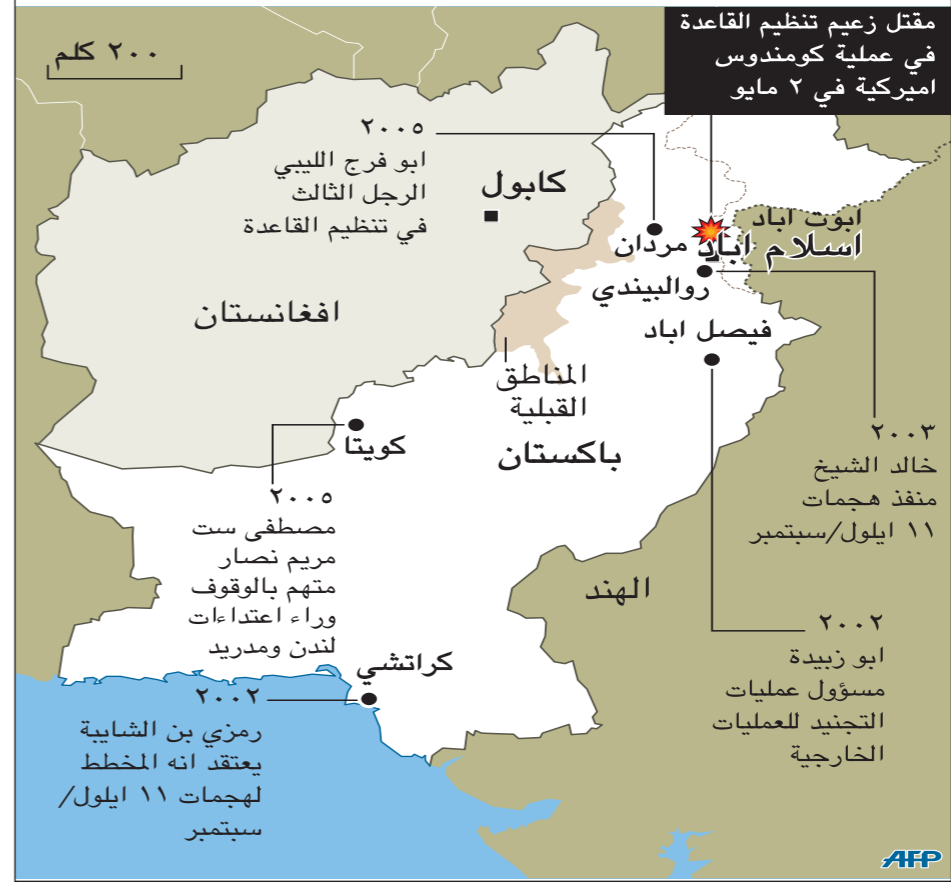 مقتل زعيم تنظيم القاعدة
في عملية كومندوس
اميركية في ٢ مايو
٢٠٠ كلم
٢٠٠٥
ابو فرج الليبي
الرجل الثالث
في تنظيم القاعدة
كابول
ابوت اباد
اسلام اباد
مردان
روالبيندي
افغانستان
فيصل اباد
المناطق
القبلية
باكستان
كويتا
٢٠٠٣
خالد الشيخ
منفذ هجمات
١١ ايلول/سبتمبر
٢٠٠٥
مصطفى ست
مريم نصار
متهم بالوقوف
وراء اعتداءات
لندن ومدريد
الهند
٢٠٠٢
ابو زبيدة
مسؤول عمليات
التجنيد للعمليات
الخارجية
كراتشي
٢٠٠٢
رمزي بن الشايبة
يعتقد انه المخطط
لهجمات ١١ ايلول/
سبتمبر
AFP